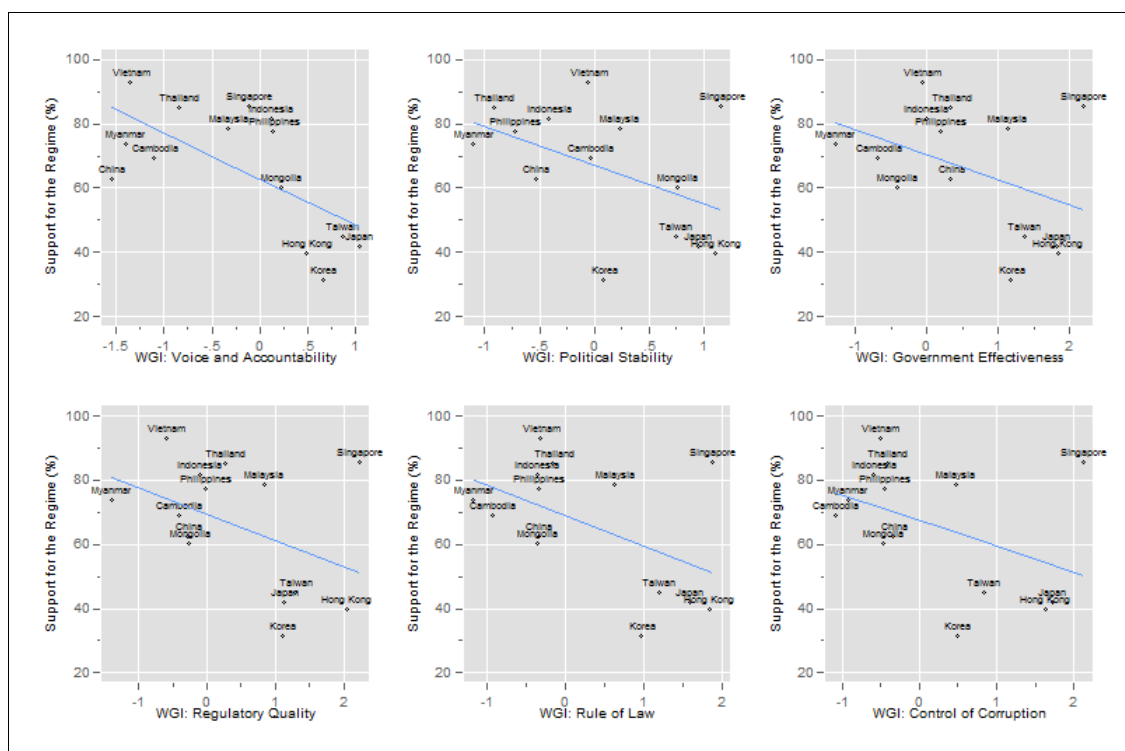 100
80
60
40
20
Support for the Regime (%)
Vietnam
Thailand
Singapore
Indonesia
Malaysia
Philippines
Myanmar
Cambodia
China
Mongolia
Taiwan
Japan
Hong Kong
Korea
-1.5 -1 -.5 0 .5 1
WGI: Voice and Accountability
100
80
60
40
20
Support for the Regime (%)
Vietnam
Thailand
Singapore
Indonesia
Philippines
Malaysia
Myanmar
Cambodia
China
Mongolia
Taiwan
Japan
Hong Kong
Korea
-1 -.5 0 .5 1
WGI: Political Stability
100
80
60
40
20
Support for the Regime (%)
Vietnam
Thailand
Singapore
Indonesia
Philippines
Malaysia
Myanmar
Cambodia
China
Mongolia
Taiwan
Japan
Hong Kong
Korea
-1 0 1 2
WGI: Government Effectiveness
100
80
60
40
20
Support for the Regime (%)
Vietnam
Thailand
Singapore
Indonesia
Malaysia
Philippines
Myanmar
Cambodia
China
Mongolia
Taiwan
Japan
Hong Kong
Korea
-1 0 1 2
WGI: Regulatory Quality
100
80
60
40
20
Support for the Regime (%)
Vietnam
Thailand
Singapore
Indonesia
Malaysia
Philippines
Myanmar
Cambodia
China
Mongolia
Taiwan
Japan
Hong Kong
Korea
-1 0 1 2
WGI: Rule of Law
100
80
60
40
20
Support for the Regime (%)
Vietnam
Thailand
Singapore
Indonesia
Malaysia
Philippines
Myanmar
Cambodia
China
Mongolia
Taiwan
Japan
Hong Kong
Korea
-1 0 1 2
WGI: Control of Corruption